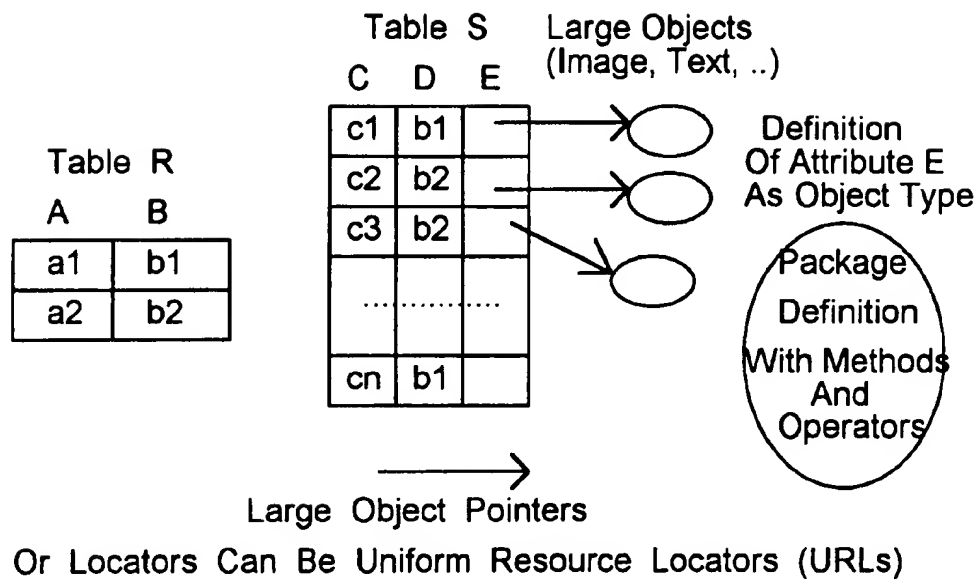 Table S
Large Objects
(Image, Text, ..)
C D E
c1 b1
c2 b2
c3 b2
cn b1
Definition
Of Attribute E
As Object Type
Table R
A B
a1 b1
a2 b2
Package
Definition
With Methods
And
Operators
Large Object Pointers
Or Locators Can Be Uniform Resource Locators (URLs)